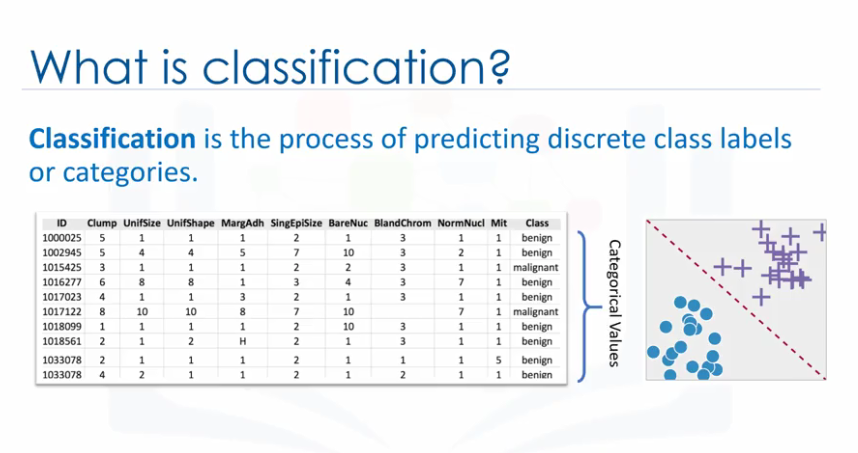 What is classification?
Classification is the process of predicting discrete class labels
or categories.
ID Clump UnifSize UnifShape MargAdh SingEpiSize BareNuc BlandChrom NormNucl Mit Class
1000025 5 1 1 1 2 1 3 1 1 benign
1002945 5 4 4 5 7 10 3 2 1 benign
1015425 3 1 1 1 2 2 3 1 1 malignant
1016277 6 8 8 1 3 4 3 7 1 benign
1017023 4 1 1 3 2 1 3 1 1 benign
1017122 8 10 10 8 7 10 7 1 malignant
1018099 1 1 1 1 2 10 3 1 1 benign
1018561 2 1 2 H 2 1 3 1 1 benign
1033078 2 1 1 1 2 1 1 1 5 benign
1033078 4 2 1 1 2 1 2 1 1 benign
Categorical Values